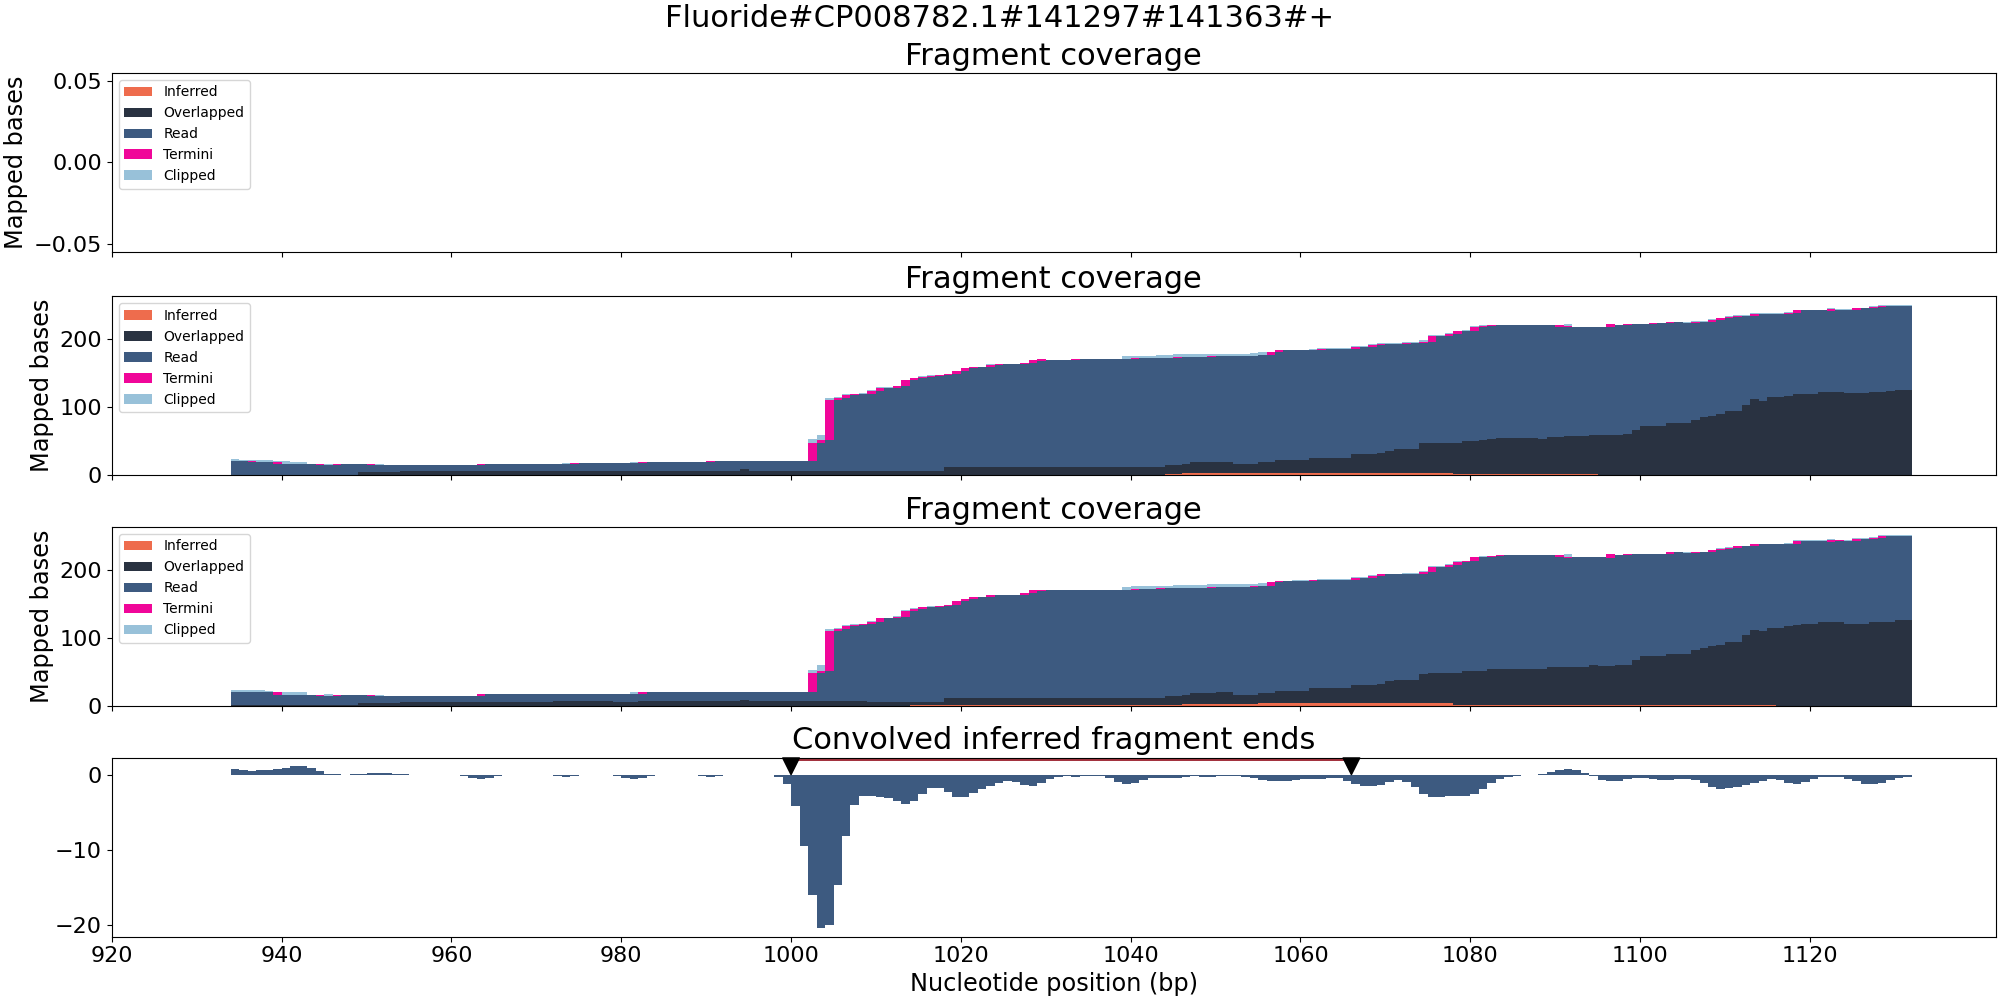 Fluoride#CP008782.1#141297#141363#+
Fragment coverage
Mapped bases
0.05
0.00
−0.05
Inferred
Overlapped
Read
Termini
Clipped
Fragment coverage
Mapped bases
200
100
0
Inferred
Overlapped
Read
Termini
Clipped
Fragment coverage
Mapped bases
200
100
0
Inferred
Overlapped
Read
Termini
Clipped
Convolved inferred fragment ends
0
−10
−20
920 940 960 980 1000 1020 1040 1060 1080 1100 1120
Nucleotide position (bp)